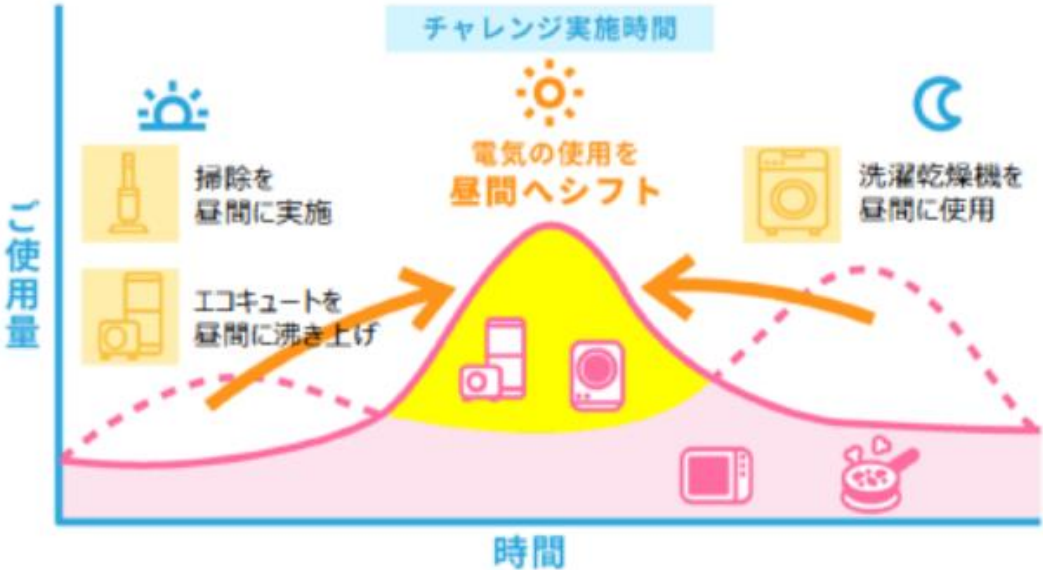 チャレンジ実施時間
電気の使用を
昼間へシフト
掃除を
昼間に実施
エコキュートを
昼間に沸き上げ
洗濯乾燥機を
昼間に使用
ご使用量
時間